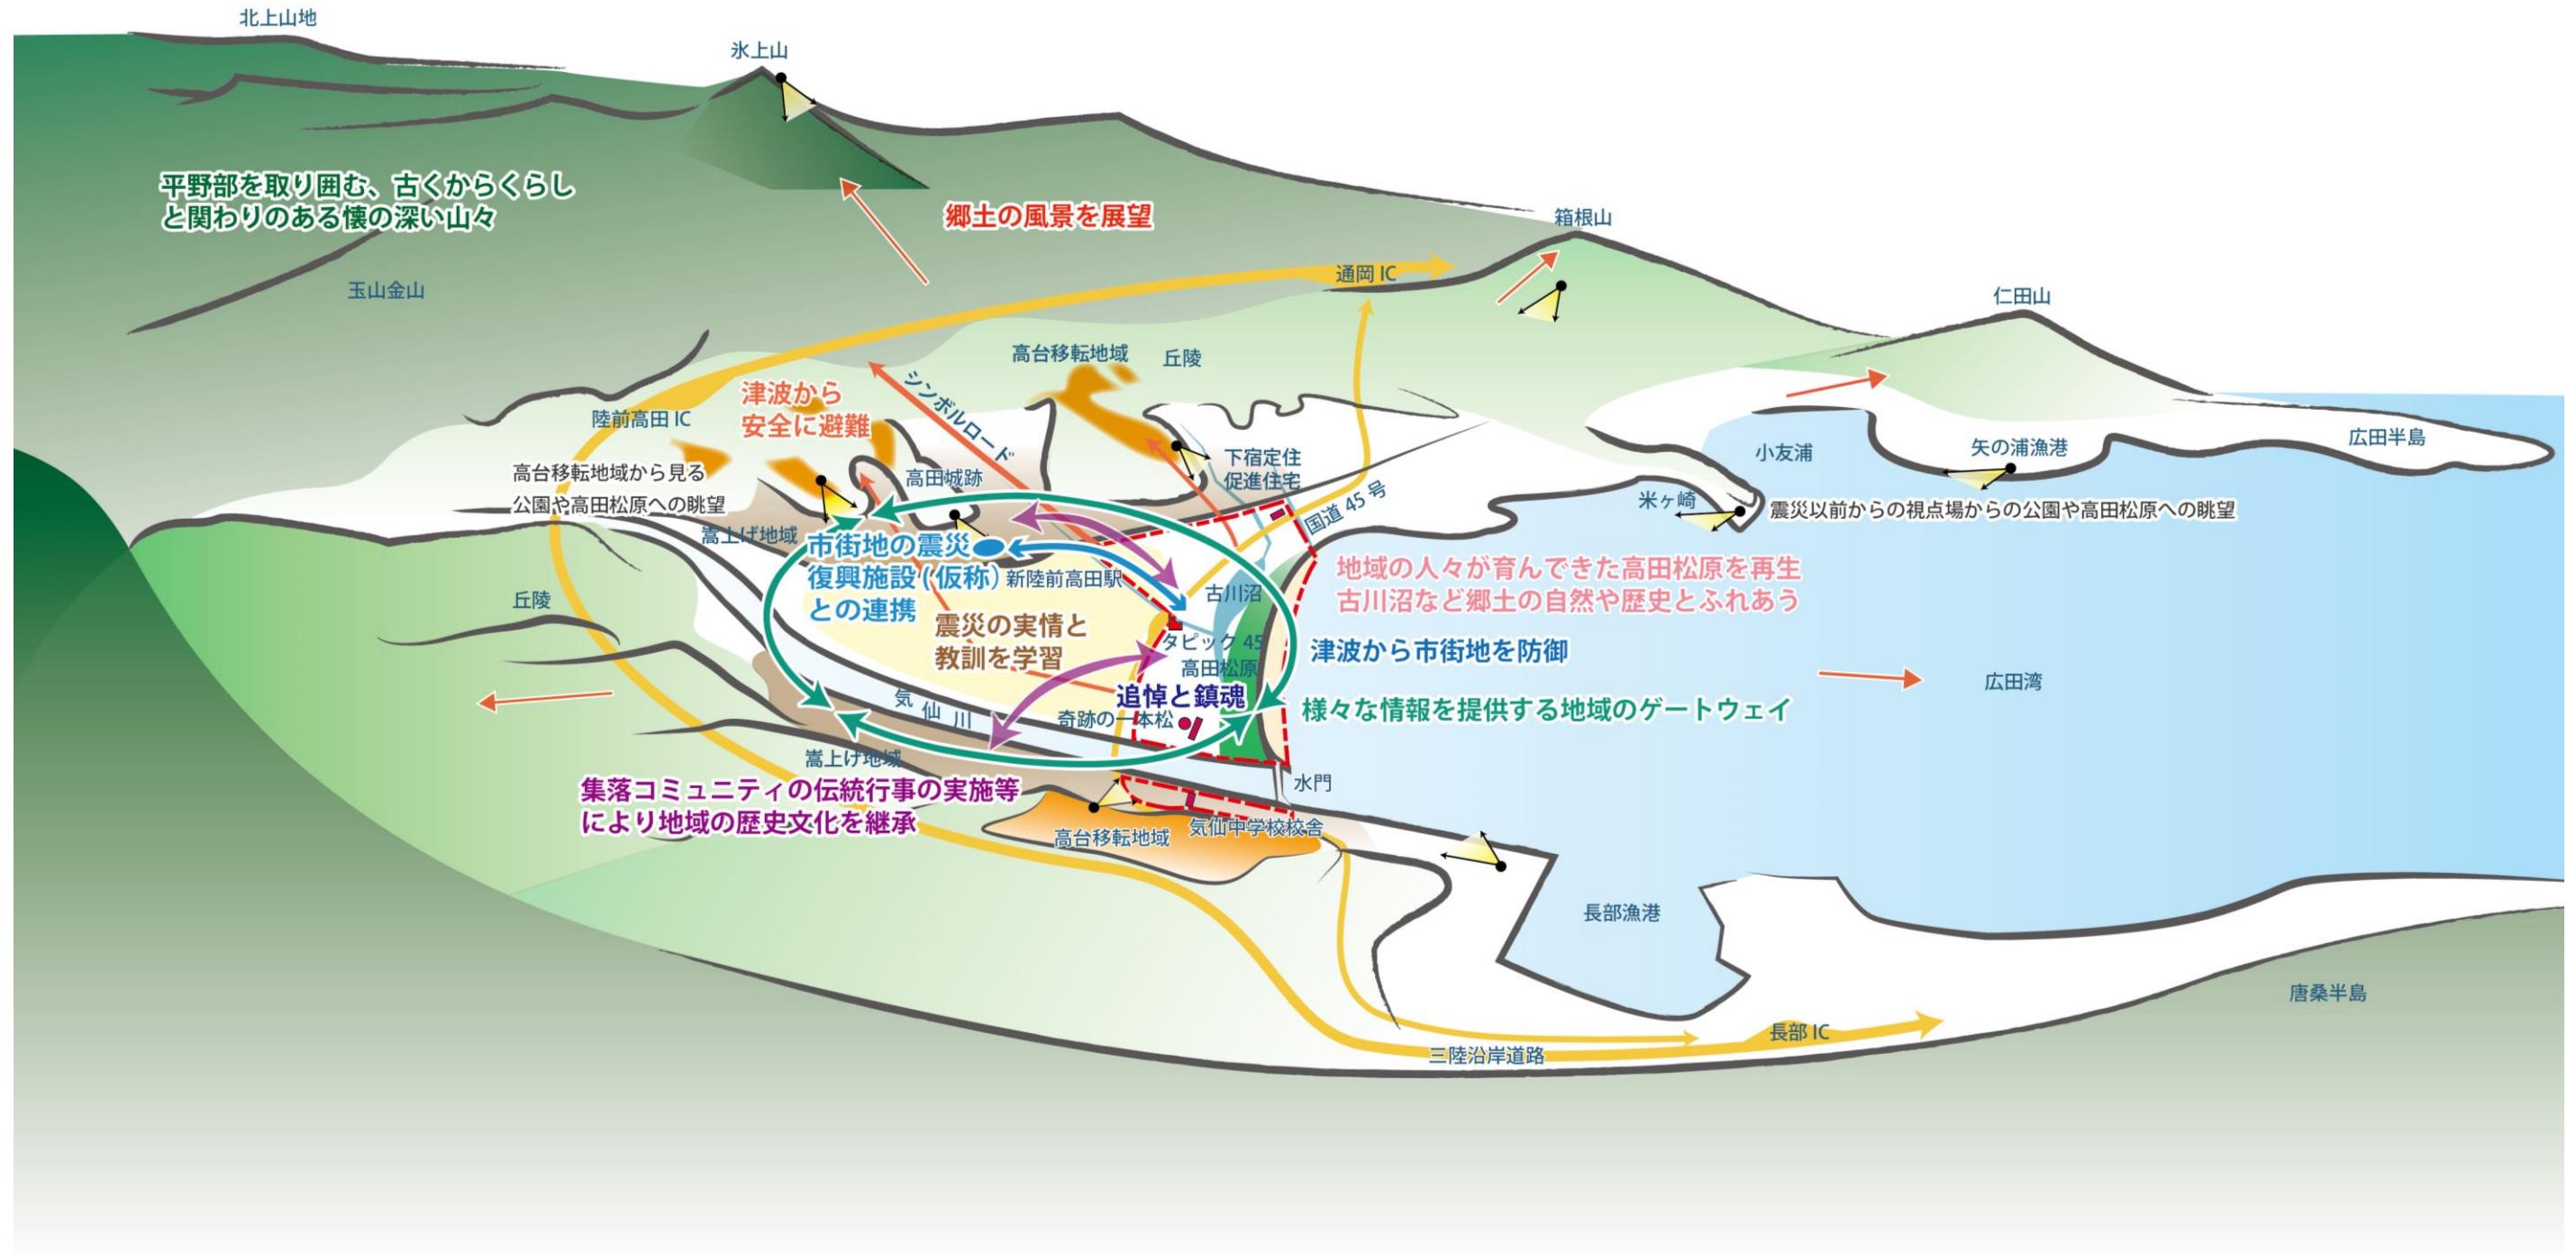 北上山地
氷上山
平野部を取り囲む、古くからくらし
と関わりのある懐の深い山々
郷土の風景を展望
箱根山
通岡 IC
玉山金山
仁田山
高台移転地域
丘陵
シンボルロード
津波から
安全に避難
陸前高田 IC
高台移転地域から見る
公園や高田松原への眺望
高田城跡
下宿定住
促進住宅
国道 45 号
小友浦
矢の浦漁港
広田半島
米ヶ崎
震災以前からの視点場からの公園や高田松原への眺望
嵩上げ地域
市街地の震災
復興施設(仮称)
との連携
新陸前高田駅
古川沼
地域の人々が育んできた高田松原を再生
古川沼など郷土の自然や歴史とふれあう
丘陵
震災の実情と
教訓を学習
タピック 45
高田松原
津波から市街地を防御
追悼と鎮魂
気仙川
奇跡の一本松
様々な情報を提供する地域のゲートウェイ
広田湾
嵩上げ地域
集落コミュニティの伝統行事の実施等
により地域の歴史文化を継承
水門
高台移転地域
気仙中学校校舎
長部漁港
唐桑半島
長部 IC
三陸沿岸道路